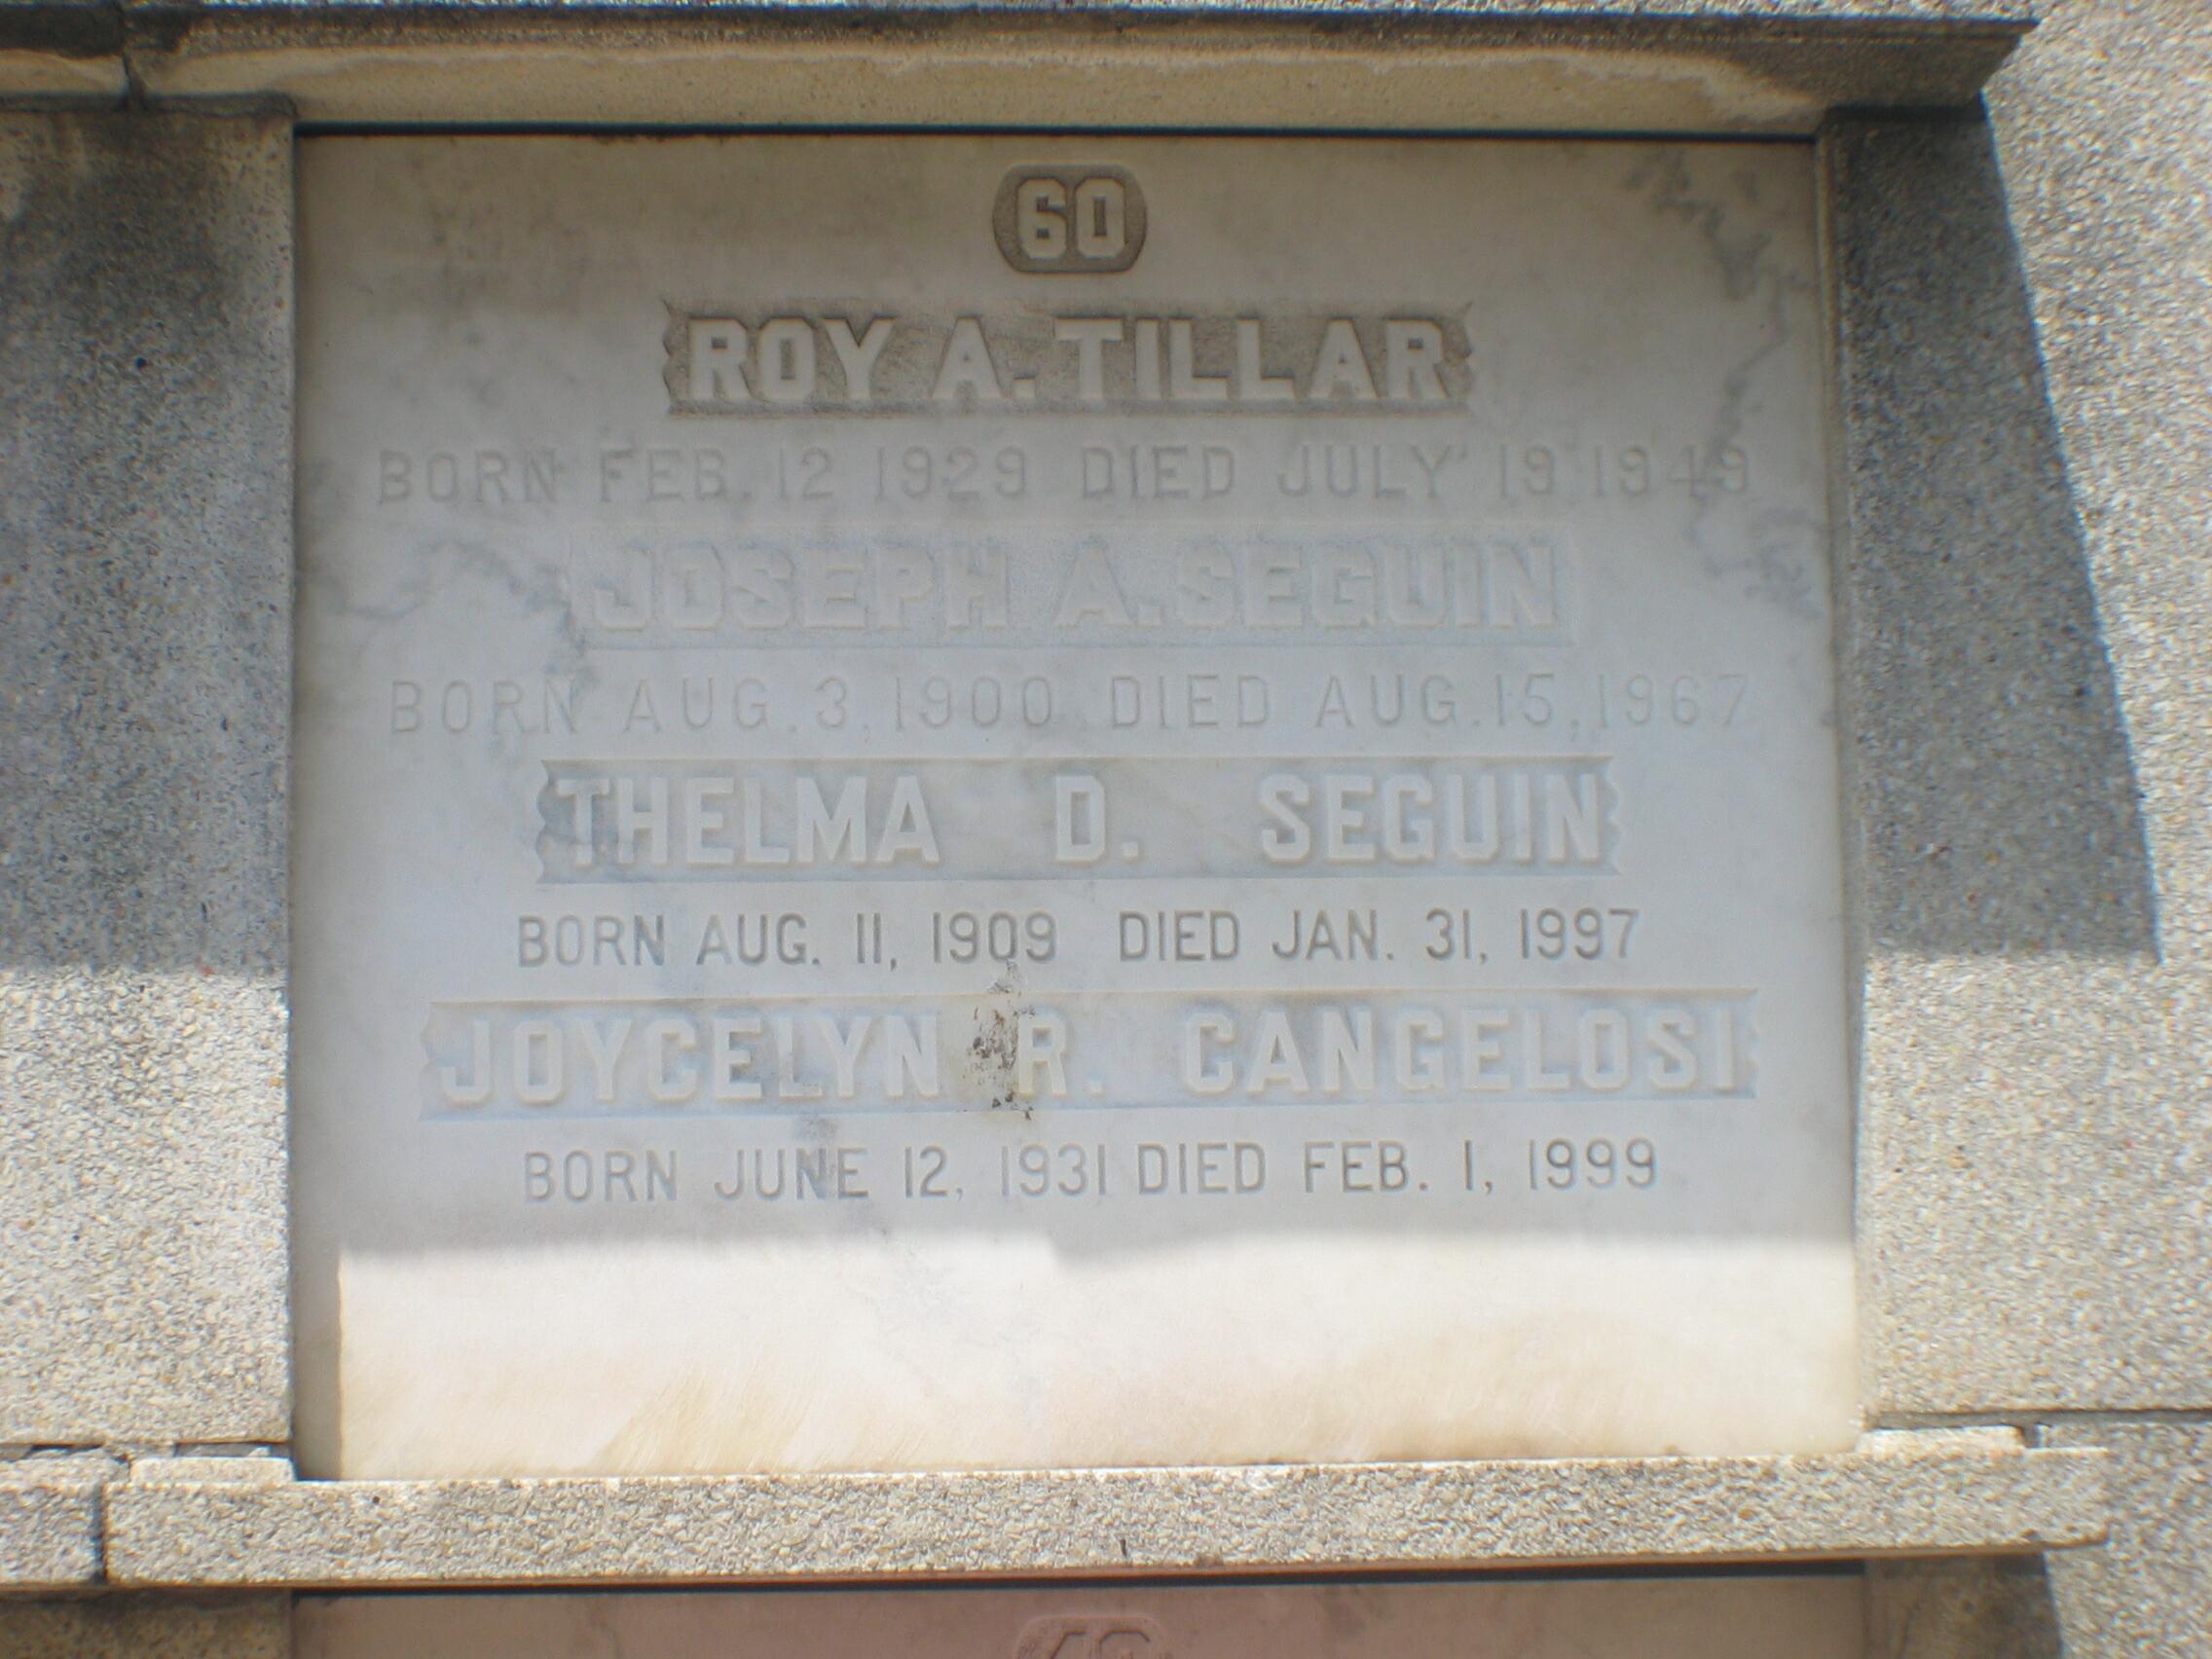 60
ROY A. TILLAR
BORN FEB. 12 1929 DIED JULY 19 1949
JOSEPH A. SEGUIN
BORN AUG. 3, 1900 DIED AUG. 15, 1967
THELMA D. SEGUIN
BORN AUG. 11, 1909 DIED JAN. 31, 1997
JOYCELYN R. CANGELOSI
BORN JUNE 12, 1931 DIED FEB. 1, 1999